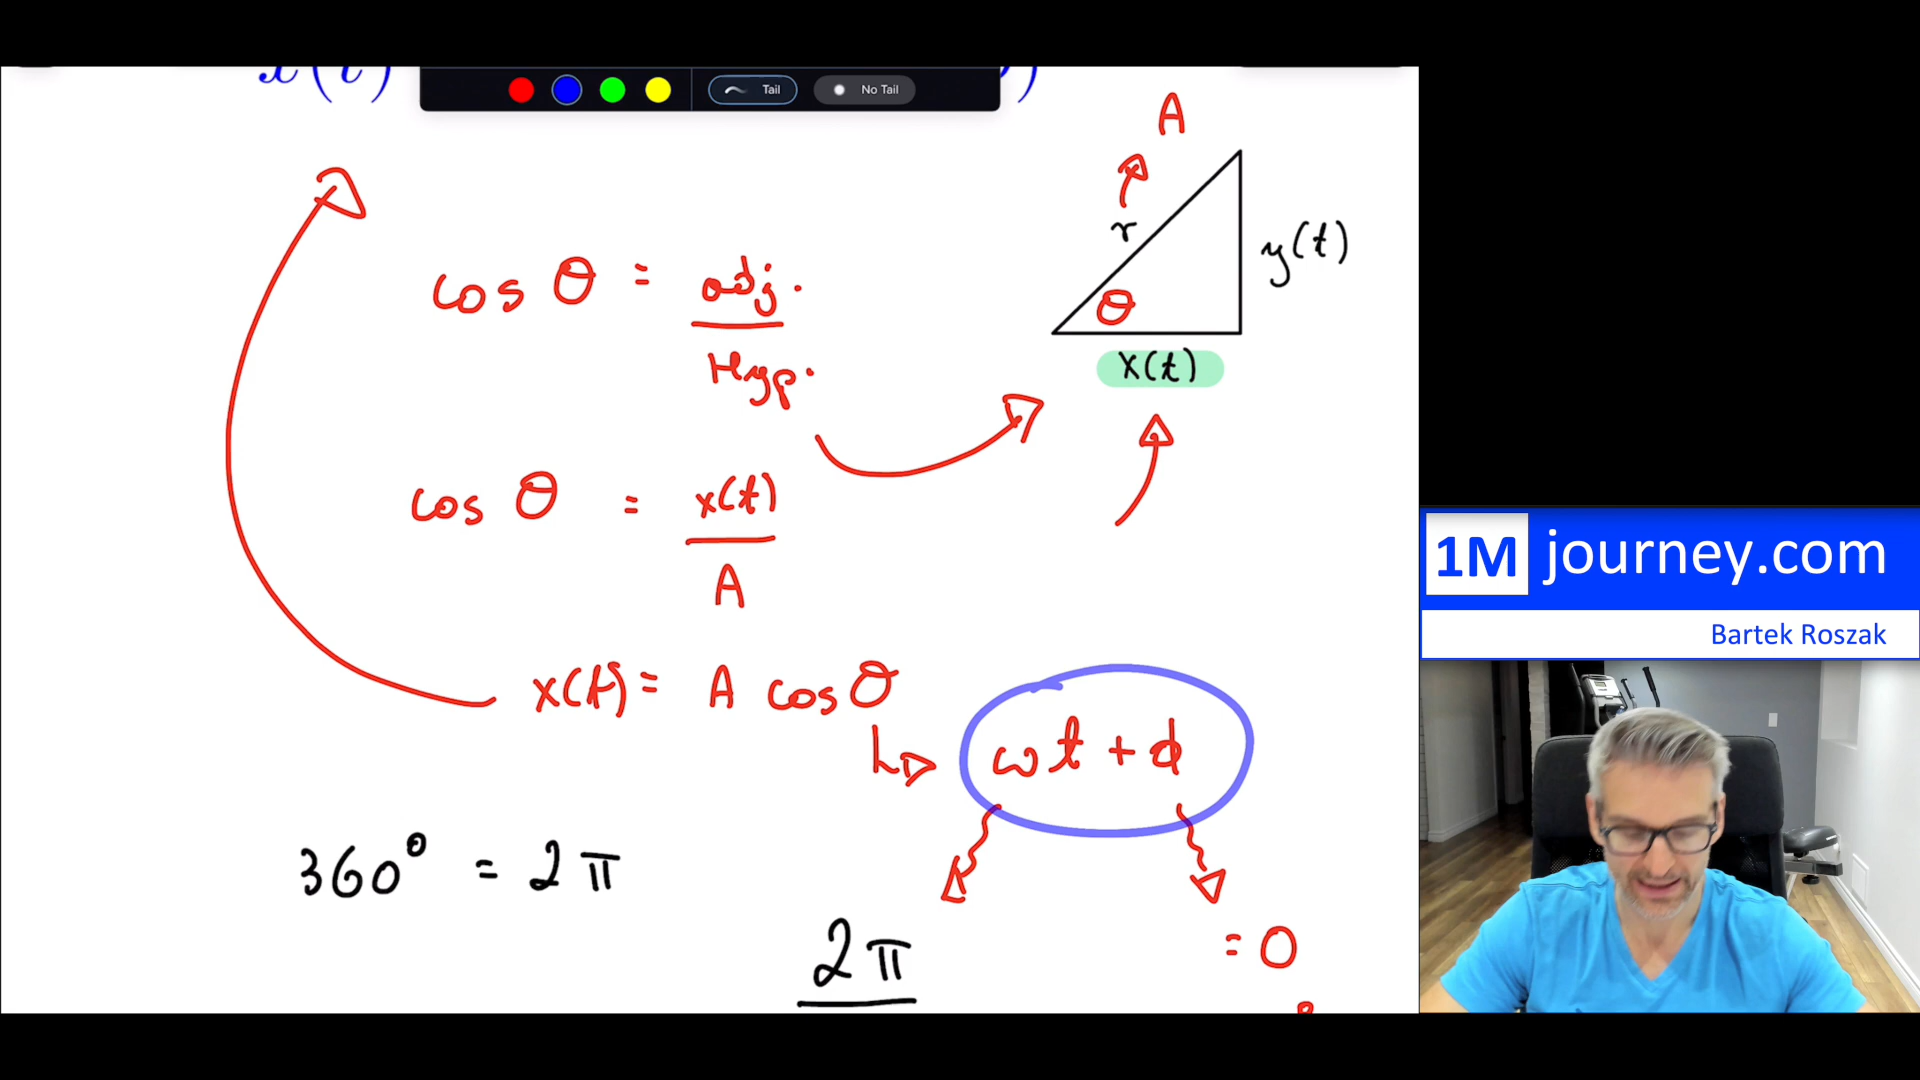 x(t)
)
Tail
No Tail
A
r
y(t)
θ
x(t)
cos θ = adj.
Hyp.
cos θ = x(t)
A
x(t) = A cos θ
ωt + φ
360° = 2π
2π
= 0
1M journey.com
Bartek Roszak